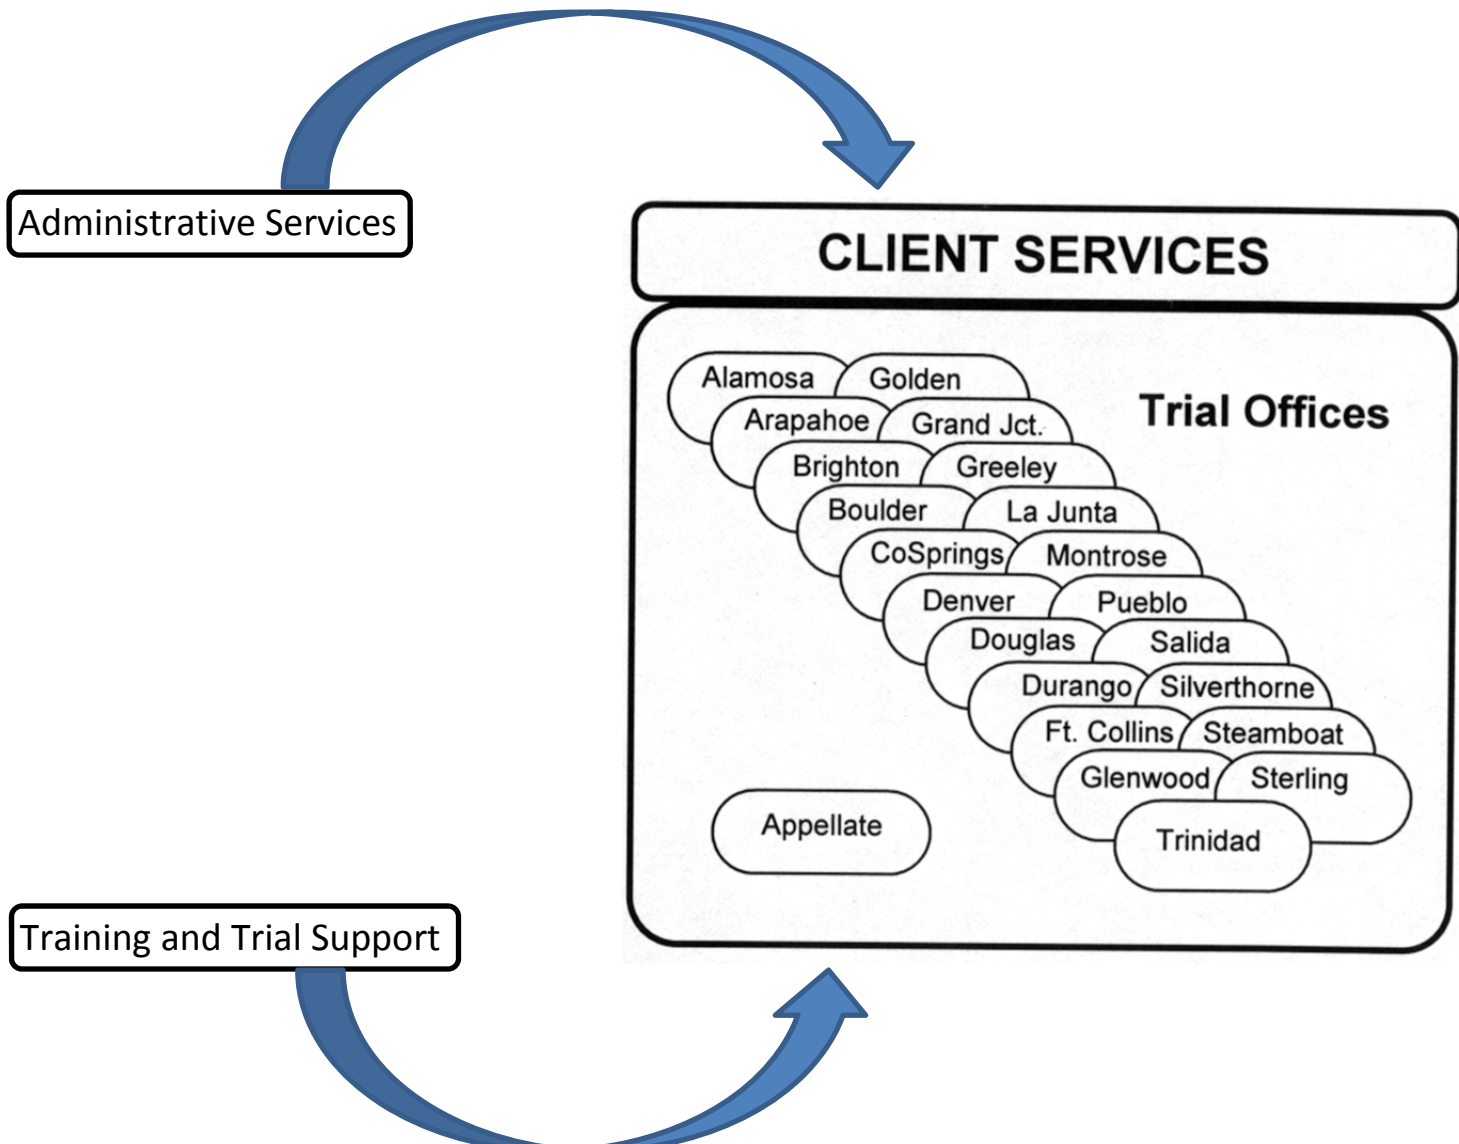 Administrative Services
CLIENT SERVICES
Trial Offices
Alamosa
Golden
Arapahoe
Grand Jct.
Brighton
Greeley
Boulder
La Junta
CoSprings
Montrose
Denver
Pueblo
Douglas
Salida
Durango
Silverthorne
Ft. Collins
Steamboat
Glenwood
Sterling
Trinidad
Appellate
Training and Trial Support